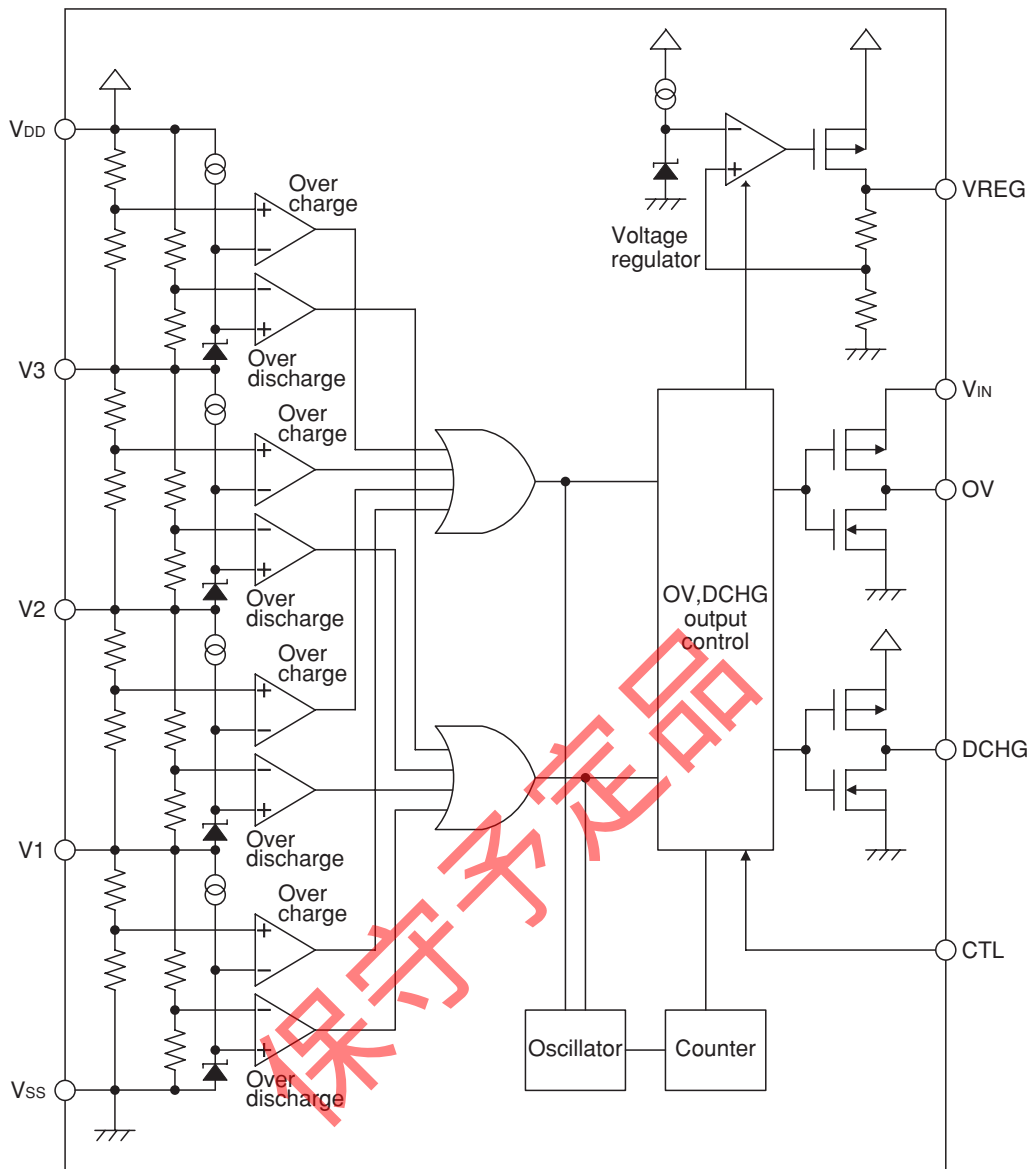 VDD
Over
charge
+
−
−
+
Over
discharge
V3
Over
charge
+
−
−
+
Over
discharge
V2
Over
charge
+
−
−
+
Over
discharge
V1
Over
charge
+
−
−
+
Over
discharge
VSS
−
+
Voltage
regulator
VREG
VIN
OV
OV,DCHG
output
control
DCHG
CTL
Oscillator
Counter
保守予定品